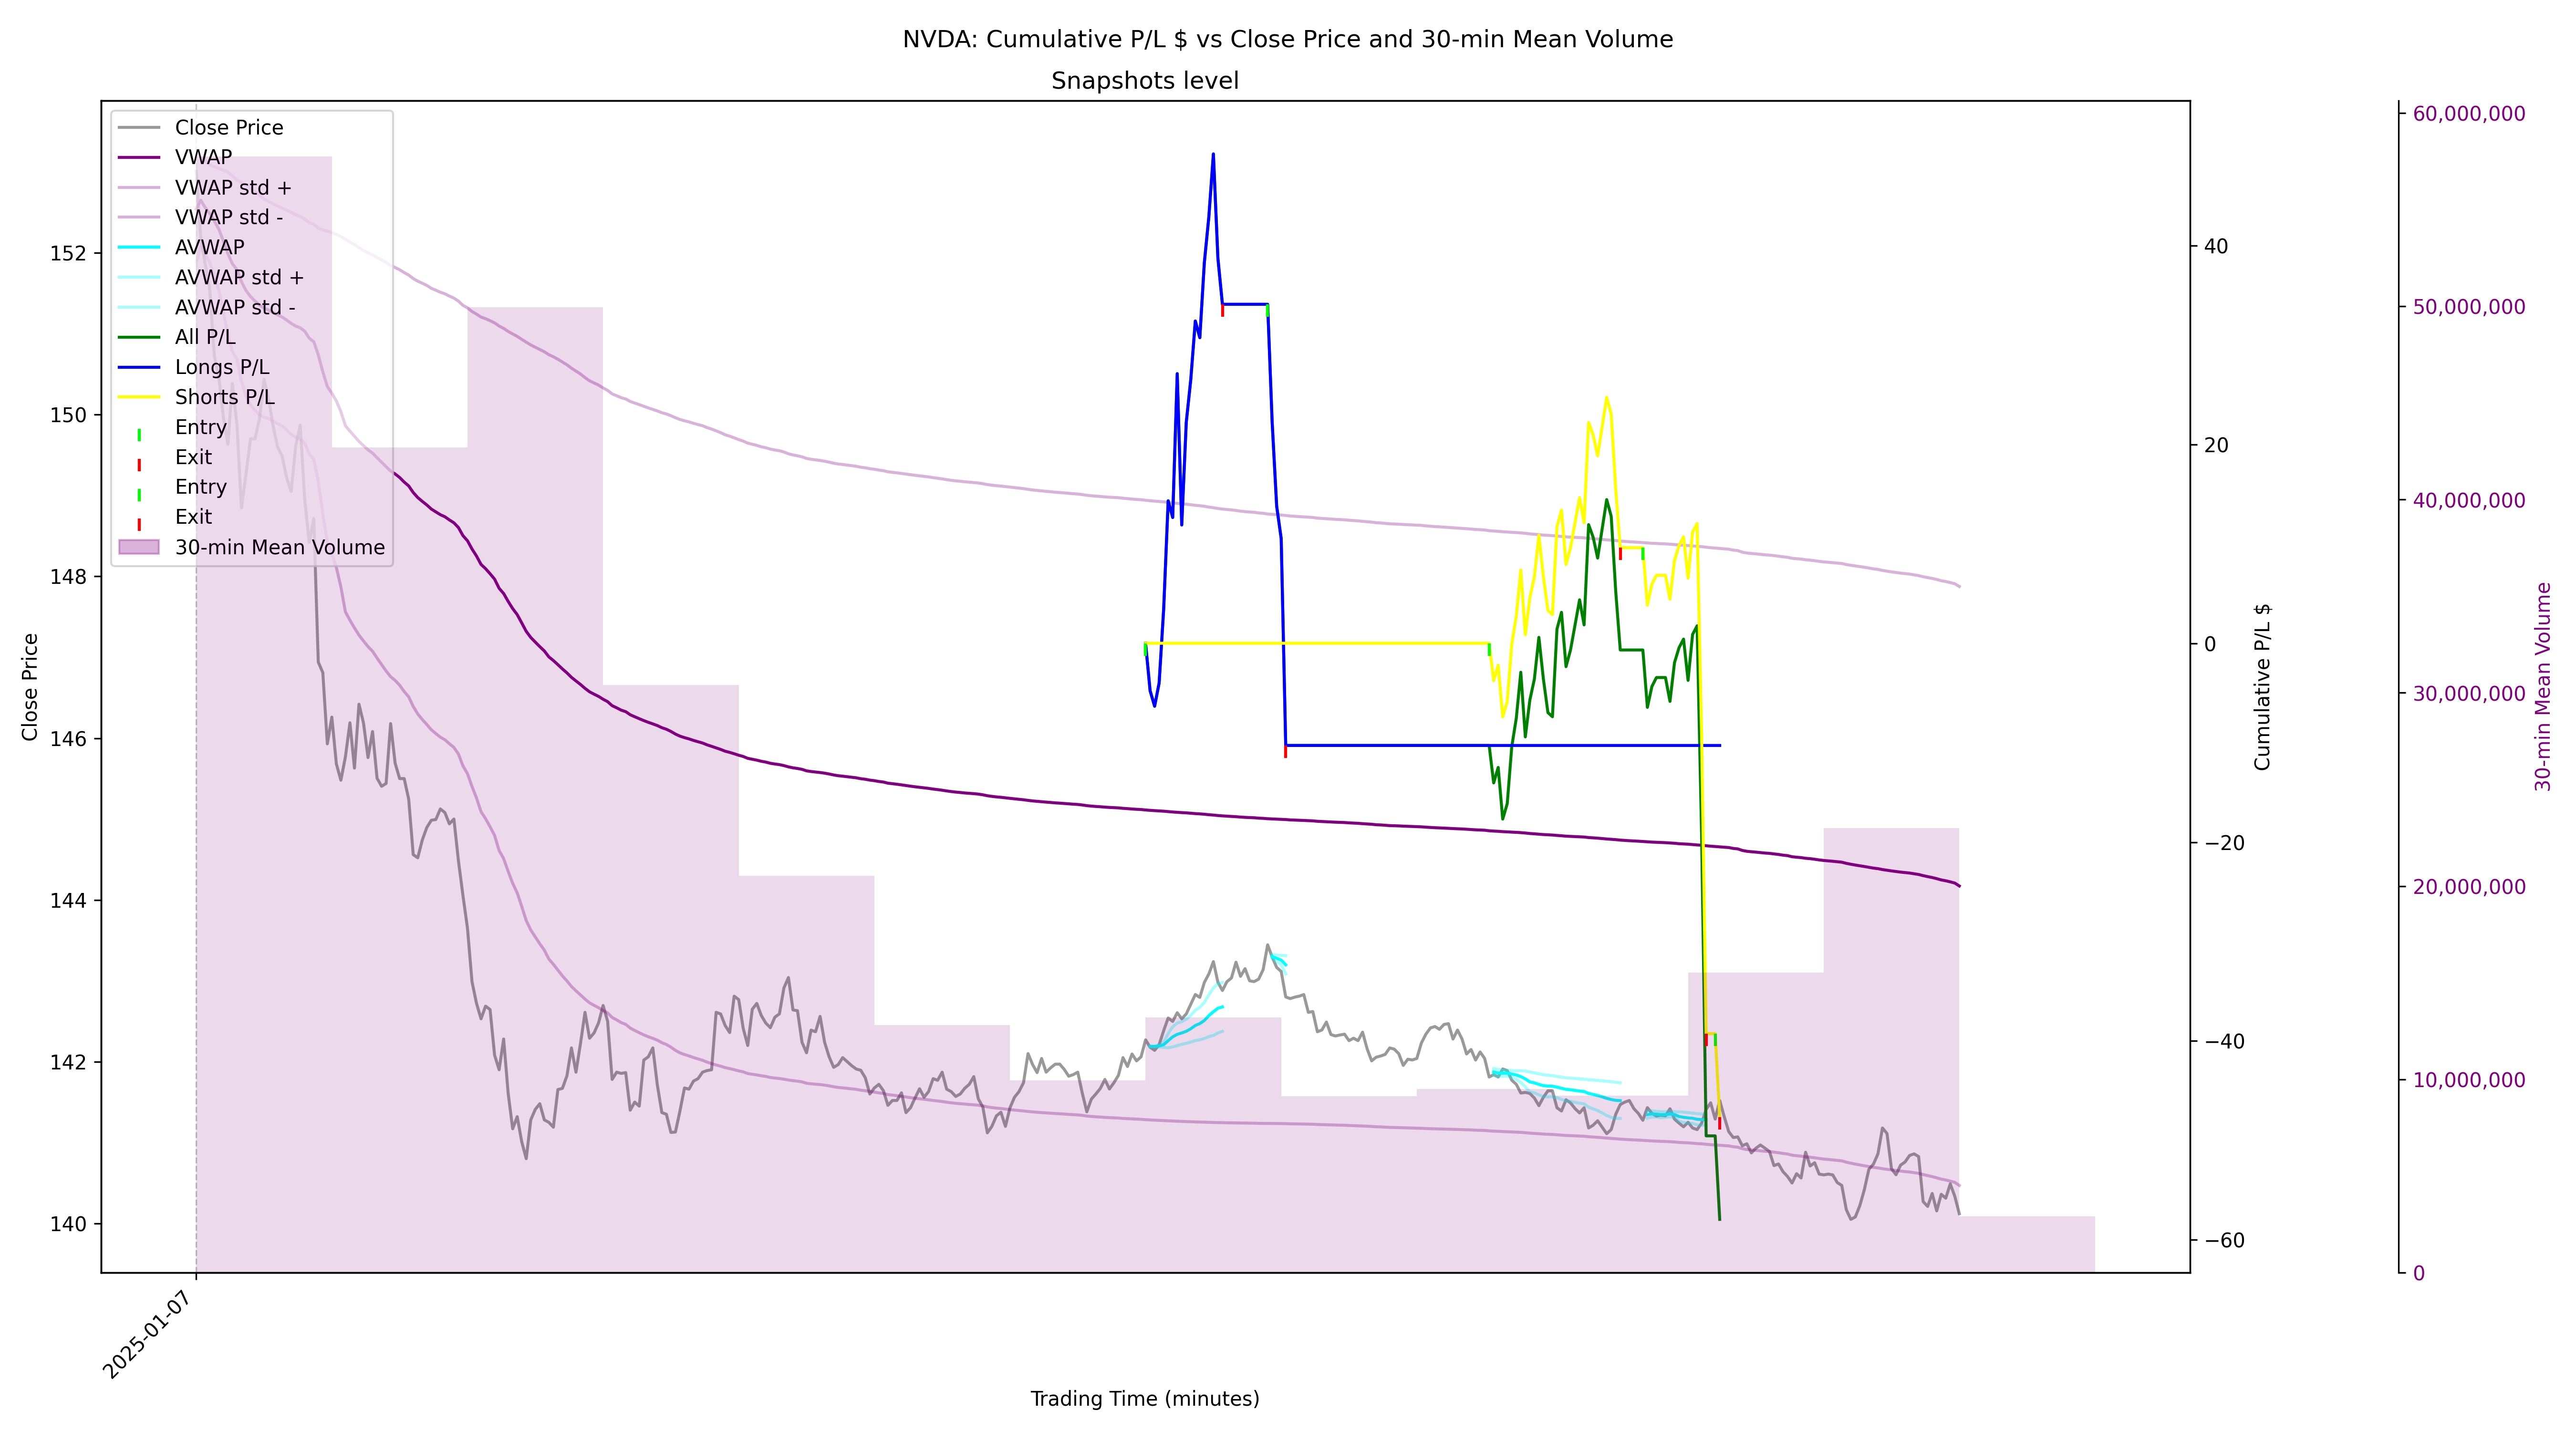 NVDA: Cumulative P/L $ vs Close Price and 30-min Mean Volume
Snapshots level
Close Price
VWAP
VWAP std +
VWAP std -
AVWAP
AVWAP std +
AVWAP std -
All P/L
Longs P/L
Shorts P/L
Entry
Exit
Entry
Exit
30-min Mean Volume
152
150
148
146
144
142
140
Close Price
40
20
0
−20
−40
−60
Cumulative P/L $
60,000,000
50,000,000
40,000,000
30,000,000
20,000,000
10,000,000
0
30-min Mean Volume
2025-01-07
Trading Time (minutes)